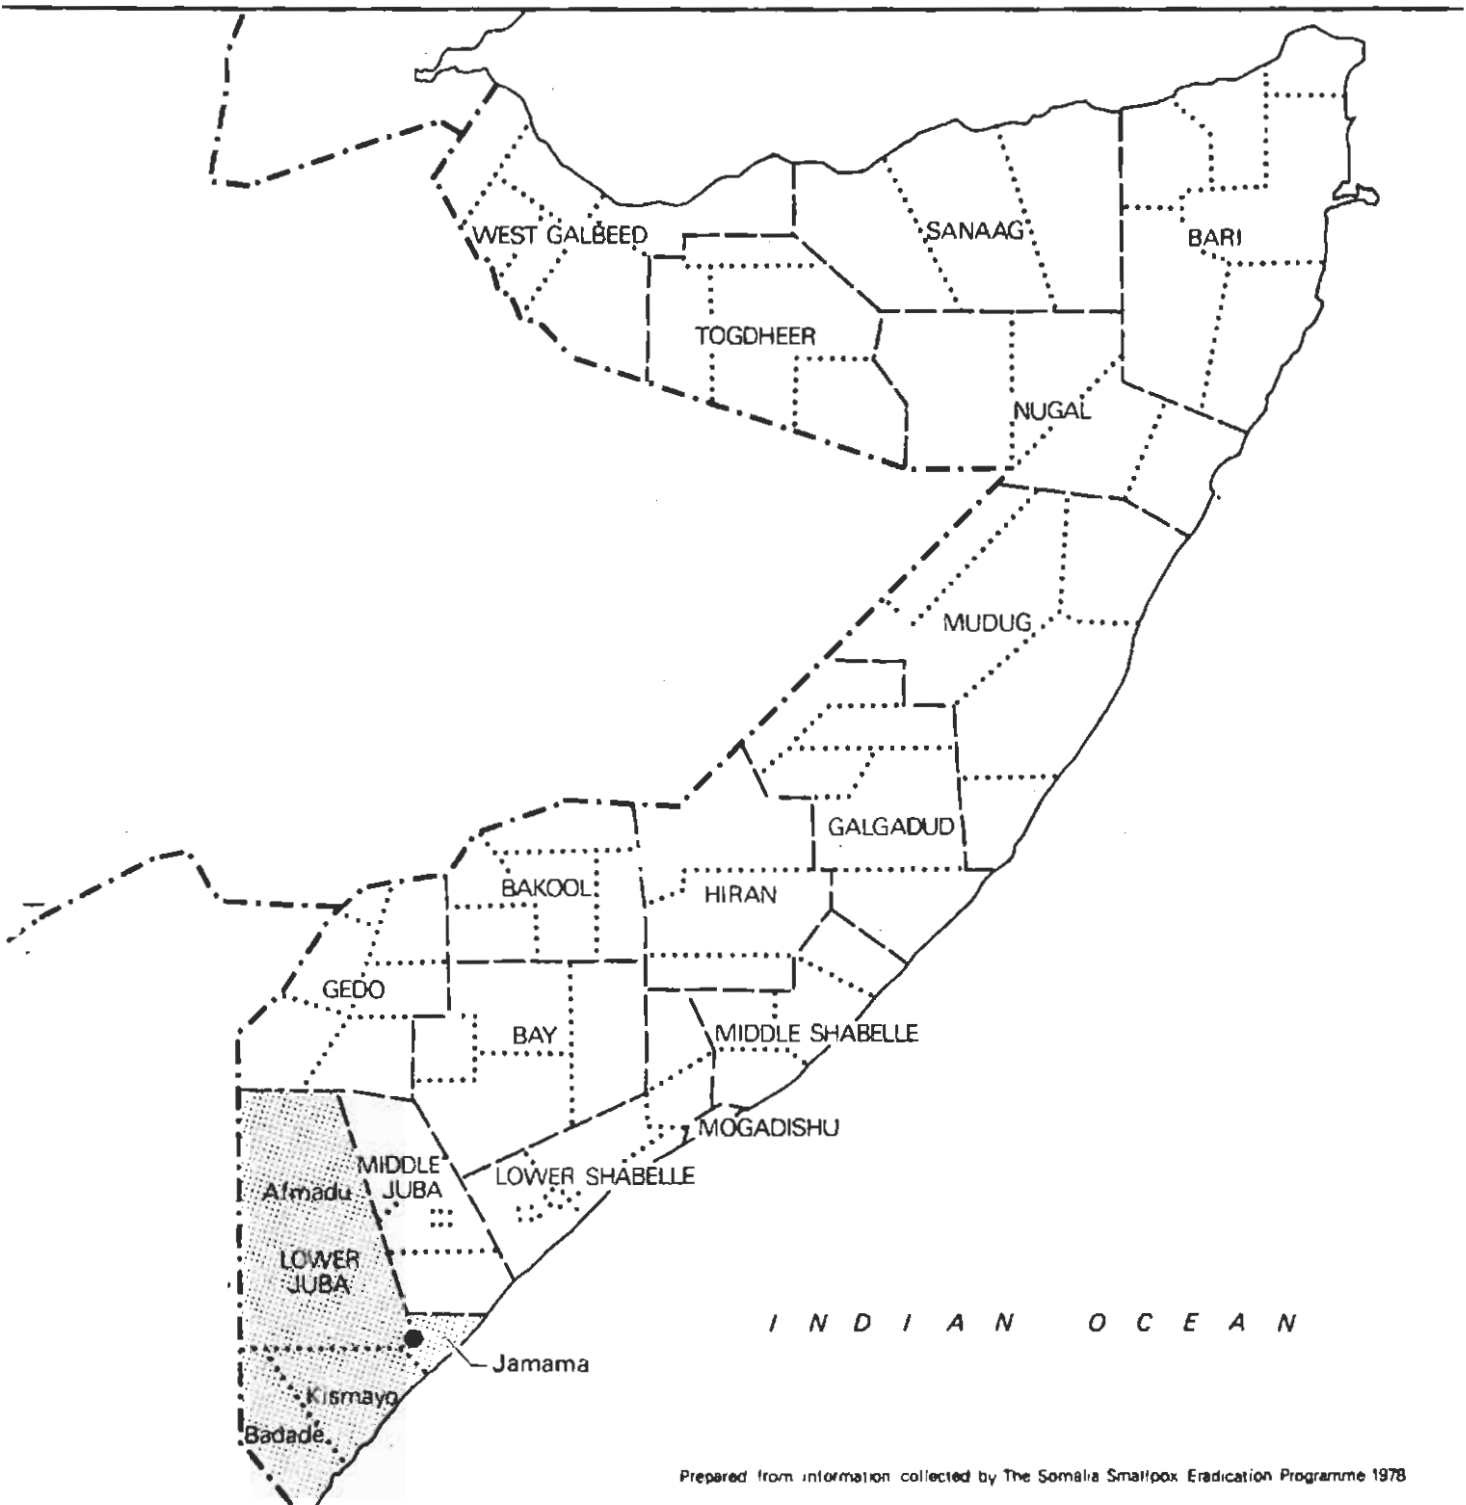 WEST GALBEED
SANAAG
BARI
TOGDHEER
NUGAL
MUDUG
GALGADUD
BAKOOL
HIRAN
GEDO
BAY
MIDDLE SHABELLE
MOGADISHU
MIDDLE
JUBA
LOWER SHABELLE
Afmadu
LOWER
JUBA
INDIAN OCEAN
Jamama
Kismayo
Badade
Prepared from information collected by The Somalia Smallpox Eradication Programme 1978